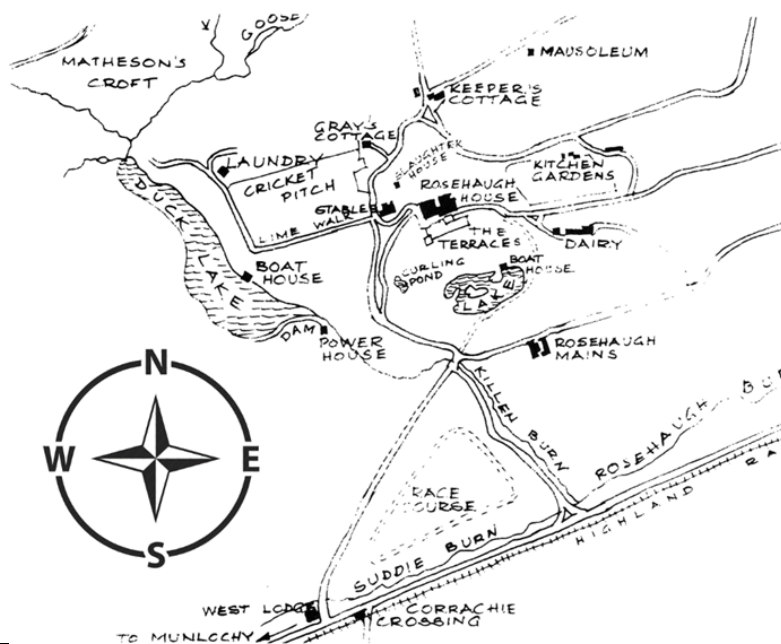 GOOSE
K
MATHESON'S
CROFT
MAUSOLEUM
KEEPER'S
COTTAGE
GRAY'S
COTTAGE
SLAUGHTER
HOUSE
LAUNDRY
CRICKET
PITCH
KITCHEN
GARDENS
ROSEHAUGH
HOUSE
STABLES
LIME WALK
THE
TERRACES
DAIRY
DUCK LAKE
BOAT
HOUSE
CURLING
POND
BOAT
HOUSE
LAKE
DAM
POWER
HOUSE
ROSEHAUGH
MAINS
KILLEN BURN
ROSEHAUGH BU
N
W
E
S
RACE
COURSE
SUDDIE BURN
HIGHLAND RA
WEST LODGE
CORRACHIE
CROSSING
TO MUNLOCHY